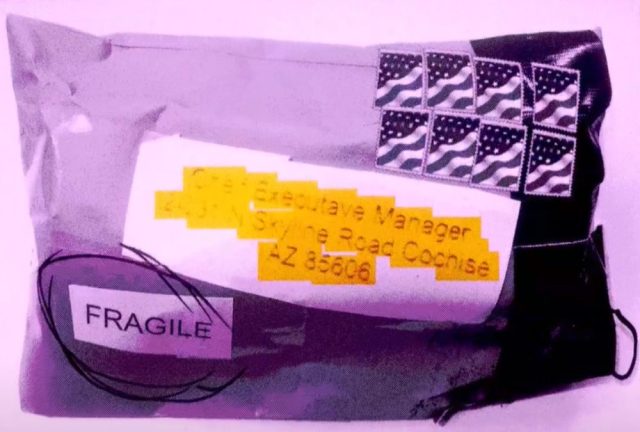 Chief Executave Manager
N Skyline Road Cochise
AZ 85606
FRAGILE